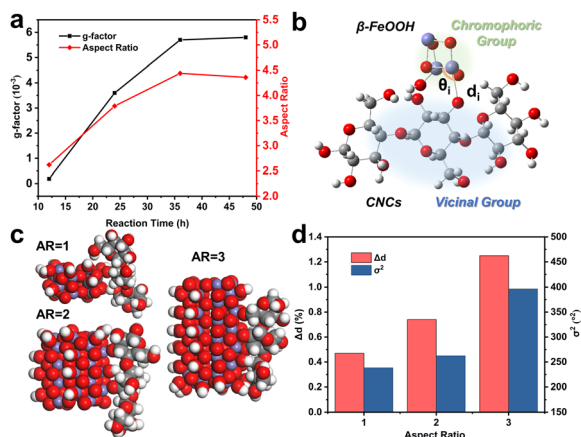 a
g-factor
Aspect Ratio
g-factor (10⁻³)
6
5
4
3
2
1
0
5.0
4.5
4.0
3.5
3.0
2.5
2.0
Aspect Ratio
10 15 20 25 30 35 40 45 50
Reaction Time (h)
b
β-FeOOH
Chromophoric
Group
θi
di
CNCs
Vicinal Group
c
AR=1
AR=2
AR=3
d
Δd
σ²
Δd (%)
1.4
1.2
1.0
0.8
0.6
0.4
0.2
0.0
500
450
400
350
300
250
200
150
σ² (°²)
1 2 3
Aspect Ratio